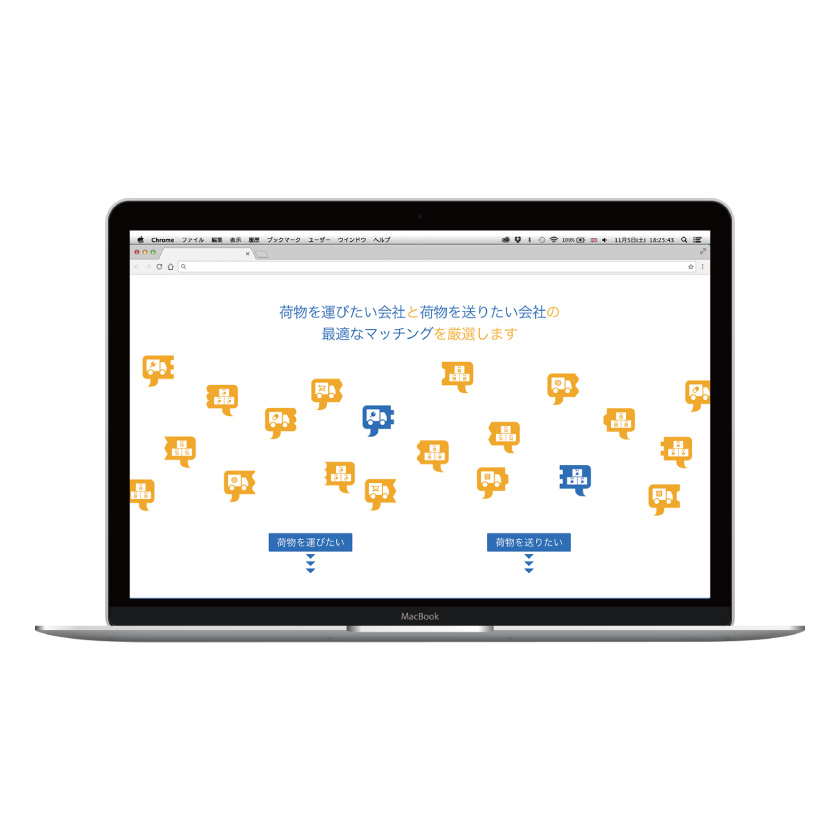 Chrome ファイル 編集 表示 履歴 ブックマーク ユーザー ウインドウ ヘルプ 100% 11月5日(土) 18:25:43
荷物を運びたい会社と荷物を送りたい会社の
最適なマッチングを厳選します
荷物を運びたい 荷物を送りたい
MacBook